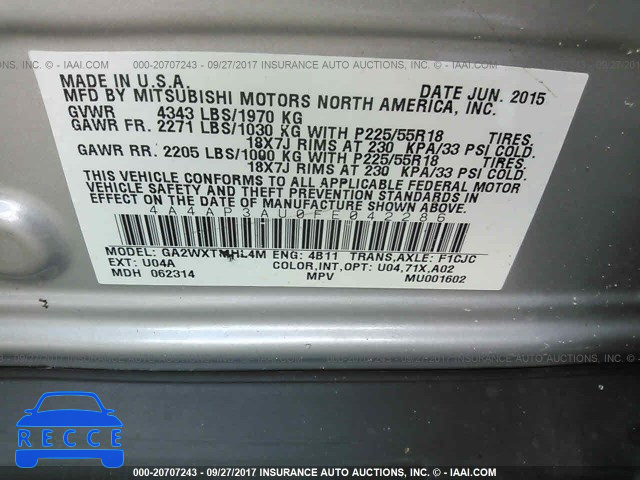 © - IAAI.COM 000-20707243 - 09/27/2017 INSURANCE AUTO AUCTIONS © - IAAI.COM
MADE IN U.S.A. DATE JUN. 2015
MFD BY MITSUBISHI MOTORS NORTH AMERICA, INC.
GVWR 4343 LBS/1970 KG
GAWR FR. 2271 LBS/1030 KG WITH P225/55R18 TIRES,
18X7J RIMS AT 230 KPA/33 PSI COLD.
GAWR RR. 2205 LBS/1000 KG WITH P225/55R18 TIRES,
18X7J RIMS AT 230 KPA/33 PSI COLD.
THIS VEHICLE CONFORMS TO ALL APPLICABLE FEDERAL MOTOR
VEHICLE SAFETY AND THEFT PREVENTION STANDARDS IN
EFFECT ON THE DATE OF MANUFACTURE SHOWN ABOVE.
4A4AP3AU0FE042286
MODEL: GA2WXTMHL4M ENG: 4B11 TRANS,AXLE: F1CJC
EXT: U04A COLOR,INT,OPT: U04,71X,A02
MDH 062314 MPV MU001602
RECCE
000-20707243 - 09/27/2017 INSURANCE AUTO AUCTIONS © - IAAI.COM